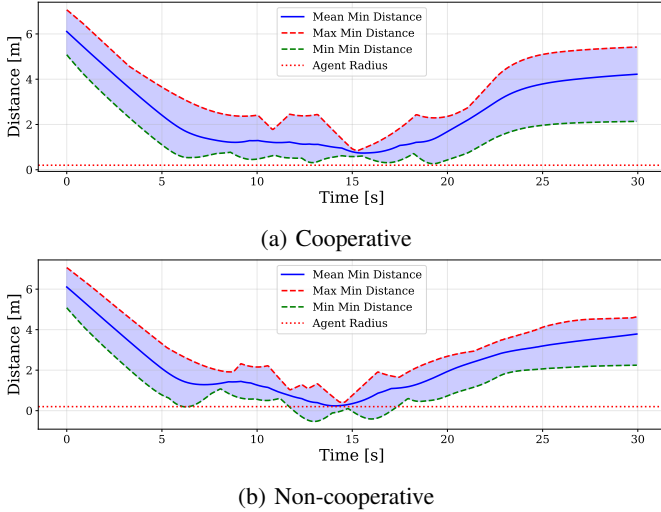 Distance [m]
6
4
2
0
Mean Min Distance
Max Min Distance
Min Min Distance
Agent Radius
0 5 10 15 20 25 30
Time [s]
(a) Cooperative
Distance [m]
6
4
2
0
Mean Min Distance
Max Min Distance
Min Min Distance
Agent Radius
0 5 10 15 20 25 30
Time [s]
(b) Non-cooperative